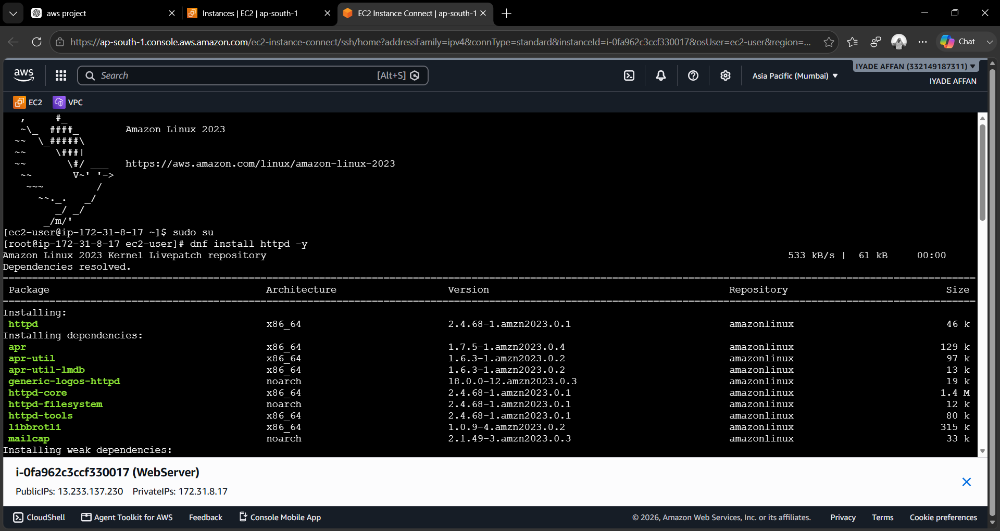 aws project
Instances | EC2 | ap-south-1
EC2 Instance Connect | ap-south-1
https://ap-south-1.console.aws.amazon.com/ec2-instance-connect/ssh/home?addressFamily=ipv4&connType=standard&instanceId=i-0fa962c3ccf330017&osUser=ec2-user&region=...
Chat
aws
Search
[Alt+S]
Asia Pacific (Mumbai)
IYADE AFFAN (332149187311)
IYADE AFFAN
EC2
VPC
   ,     #_
   ~\_  ####_        Amazon Linux 2023
  ~~  \_#####\
  ~~     \###|
  ~~       \#/ ___   https://aws.amazon.com/linux/amazon-linux-2023
   ~~       V~' '->
    ~~~         /
      ~~._.   _/
         _/ _/
       _/m/'
[ec2-user@ip-172-31-8-17 ~]$ sudo su
[root@ip-172-31-8-17 ec2-user]# dnf install httpd -y
Amazon Linux 2023 Kernel Livepatch repository 533 kB/s | 61 kB 00:00
Dependencies resolved.
Package Architecture Version Repository Size
Installing:
httpd x86_64 2.4.68-1.amzn2023.0.1 amazonlinux 46 k
Installing dependencies:
apr x86_64 1.7.5-1.amzn2023.0.4 amazonlinux 129 k
apr-util x86_64 1.6.3-1.amzn2023.0.2 amazonlinux 97 k
apr-util-lmdb x86_64 1.6.3-1.amzn2023.0.2 amazonlinux 13 k
generic-logos-httpd noarch 18.0.0-12.amzn2023.0.3 amazonlinux 19 k
httpd-core x86_64 2.4.68-1.amzn2023.0.1 amazonlinux 1.4 M
httpd-filesystem noarch 2.4.68-1.amzn2023.0.1 amazonlinux 12 k
httpd-tools x86_64 2.4.68-1.amzn2023.0.1 amazonlinux 80 k
libbrotli x86_64 1.0.9-4.amzn2023.0.2 amazonlinux 315 k
mailcap noarch 2.1.49-3.amzn2023.0.3 amazonlinux 33 k
Installing weak dependencies:
i-0fa962c3ccf330017 (WebServer)
PublicIPs: 13.233.137.230 PrivateIPs: 172.31.8.17
CloudShell Agent Toolkit for AWS Feedback Console Mobile App © 2026, Amazon Web Services, Inc. or its affiliates. Privacy Terms Cookie preferences